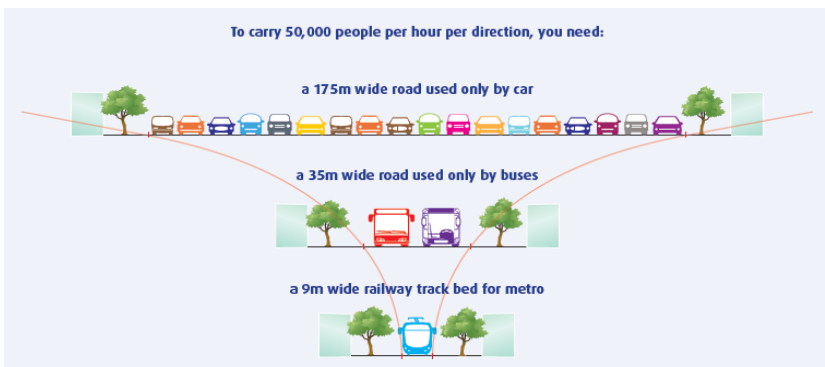 To carry 50,000 people per hour per direction, you need:
a 175m wide road used only by car
a 35m wide road used only by buses
a 9m wide railway track bed for metro